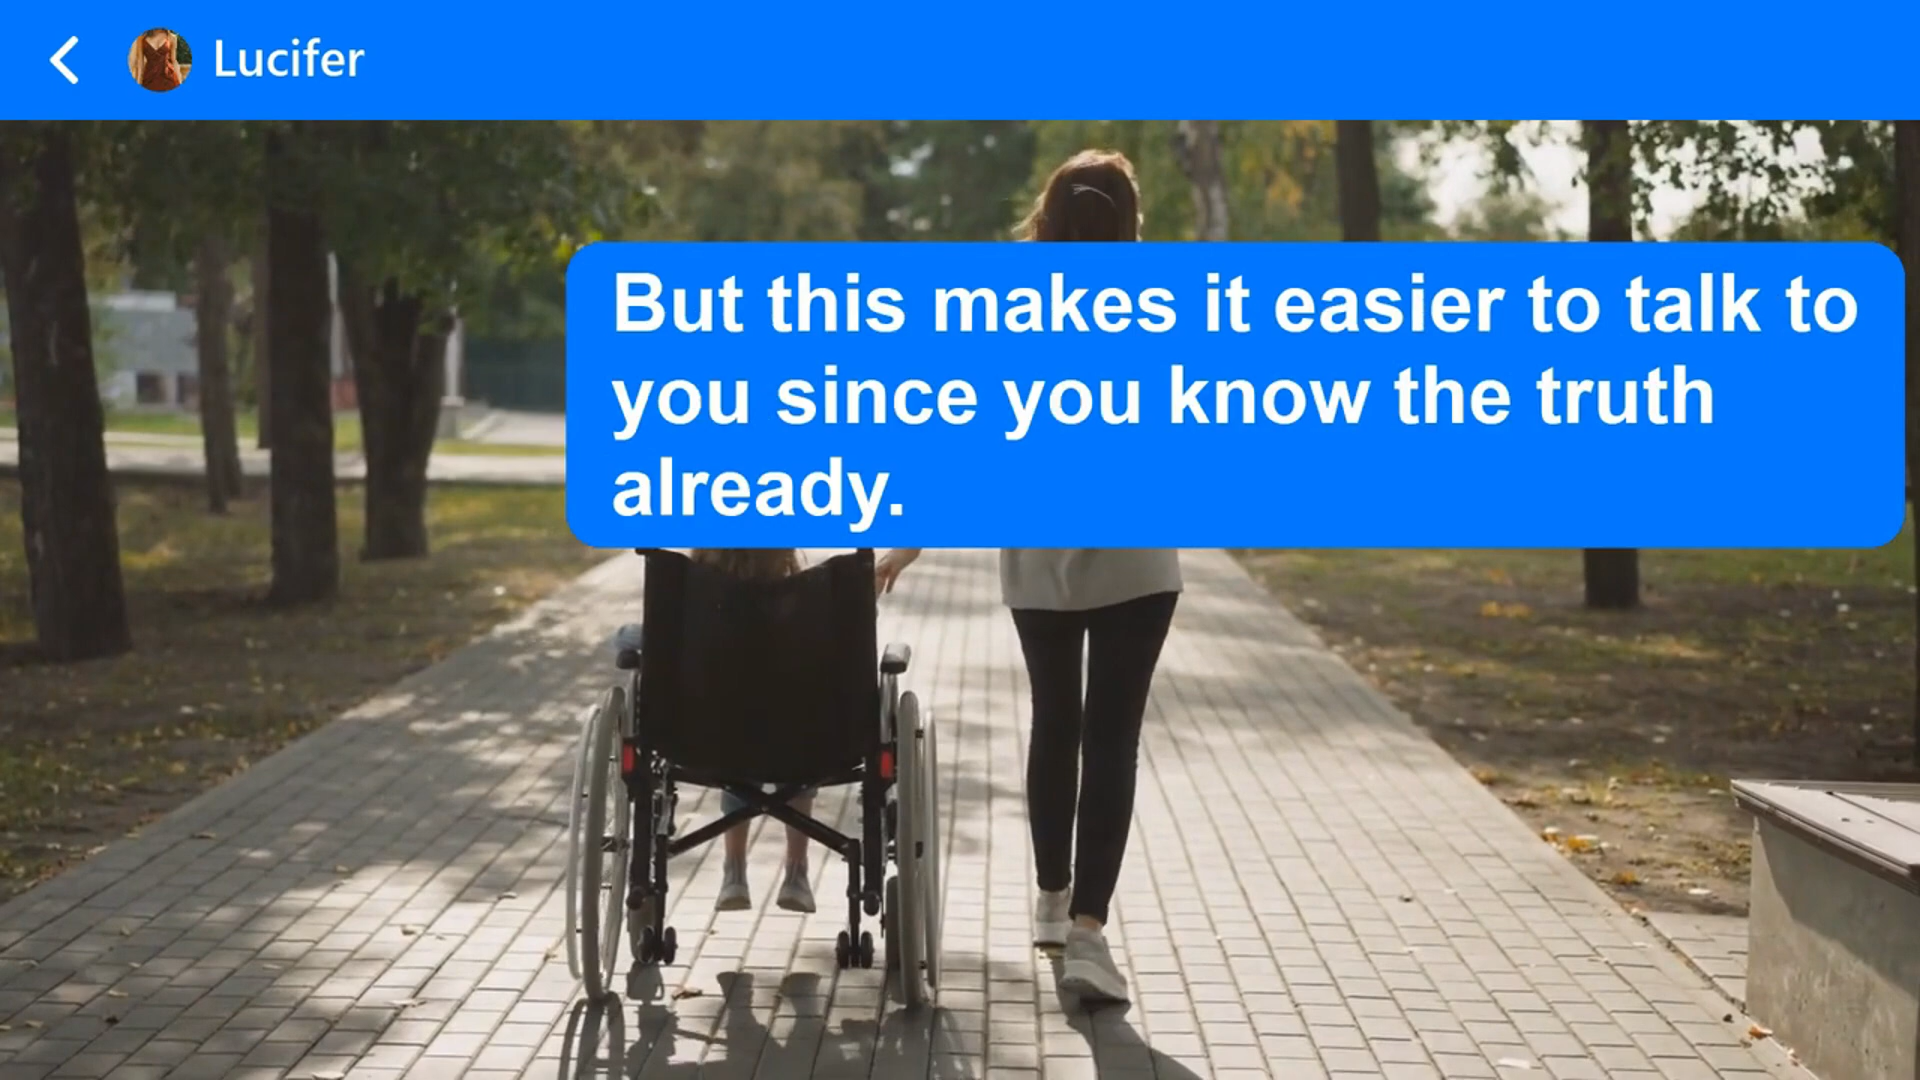 Lucifer
But this makes it easier to talk to
you since you know the truth
already.